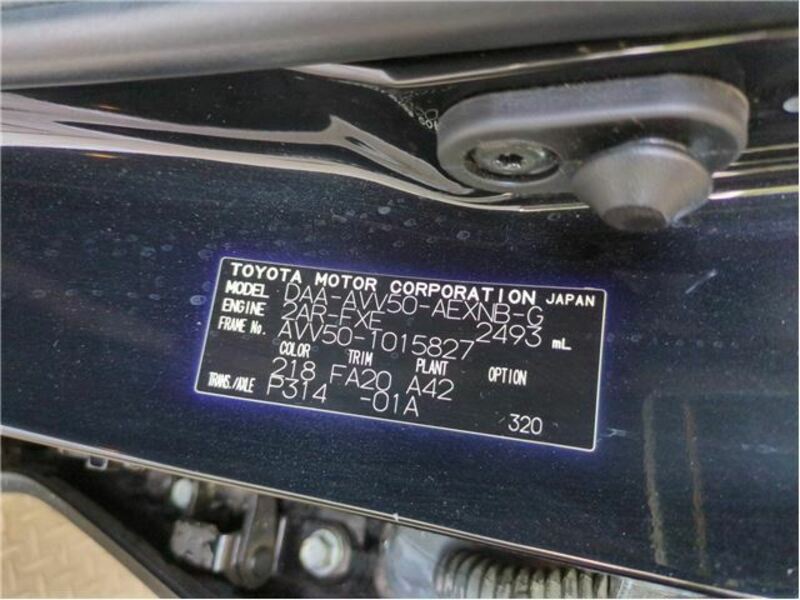 TOYOTA MOTOR CORPORATION JAPAN
MODEL DAA-AVV50-AEXNB-G
ENGINE 2AR-FXE 2493 mL
FRAME No. AVV50-1015827
COLOR TRIM PLANT OPTION
218 FA20 A42
TRANS./AXLE P314 -01A
320